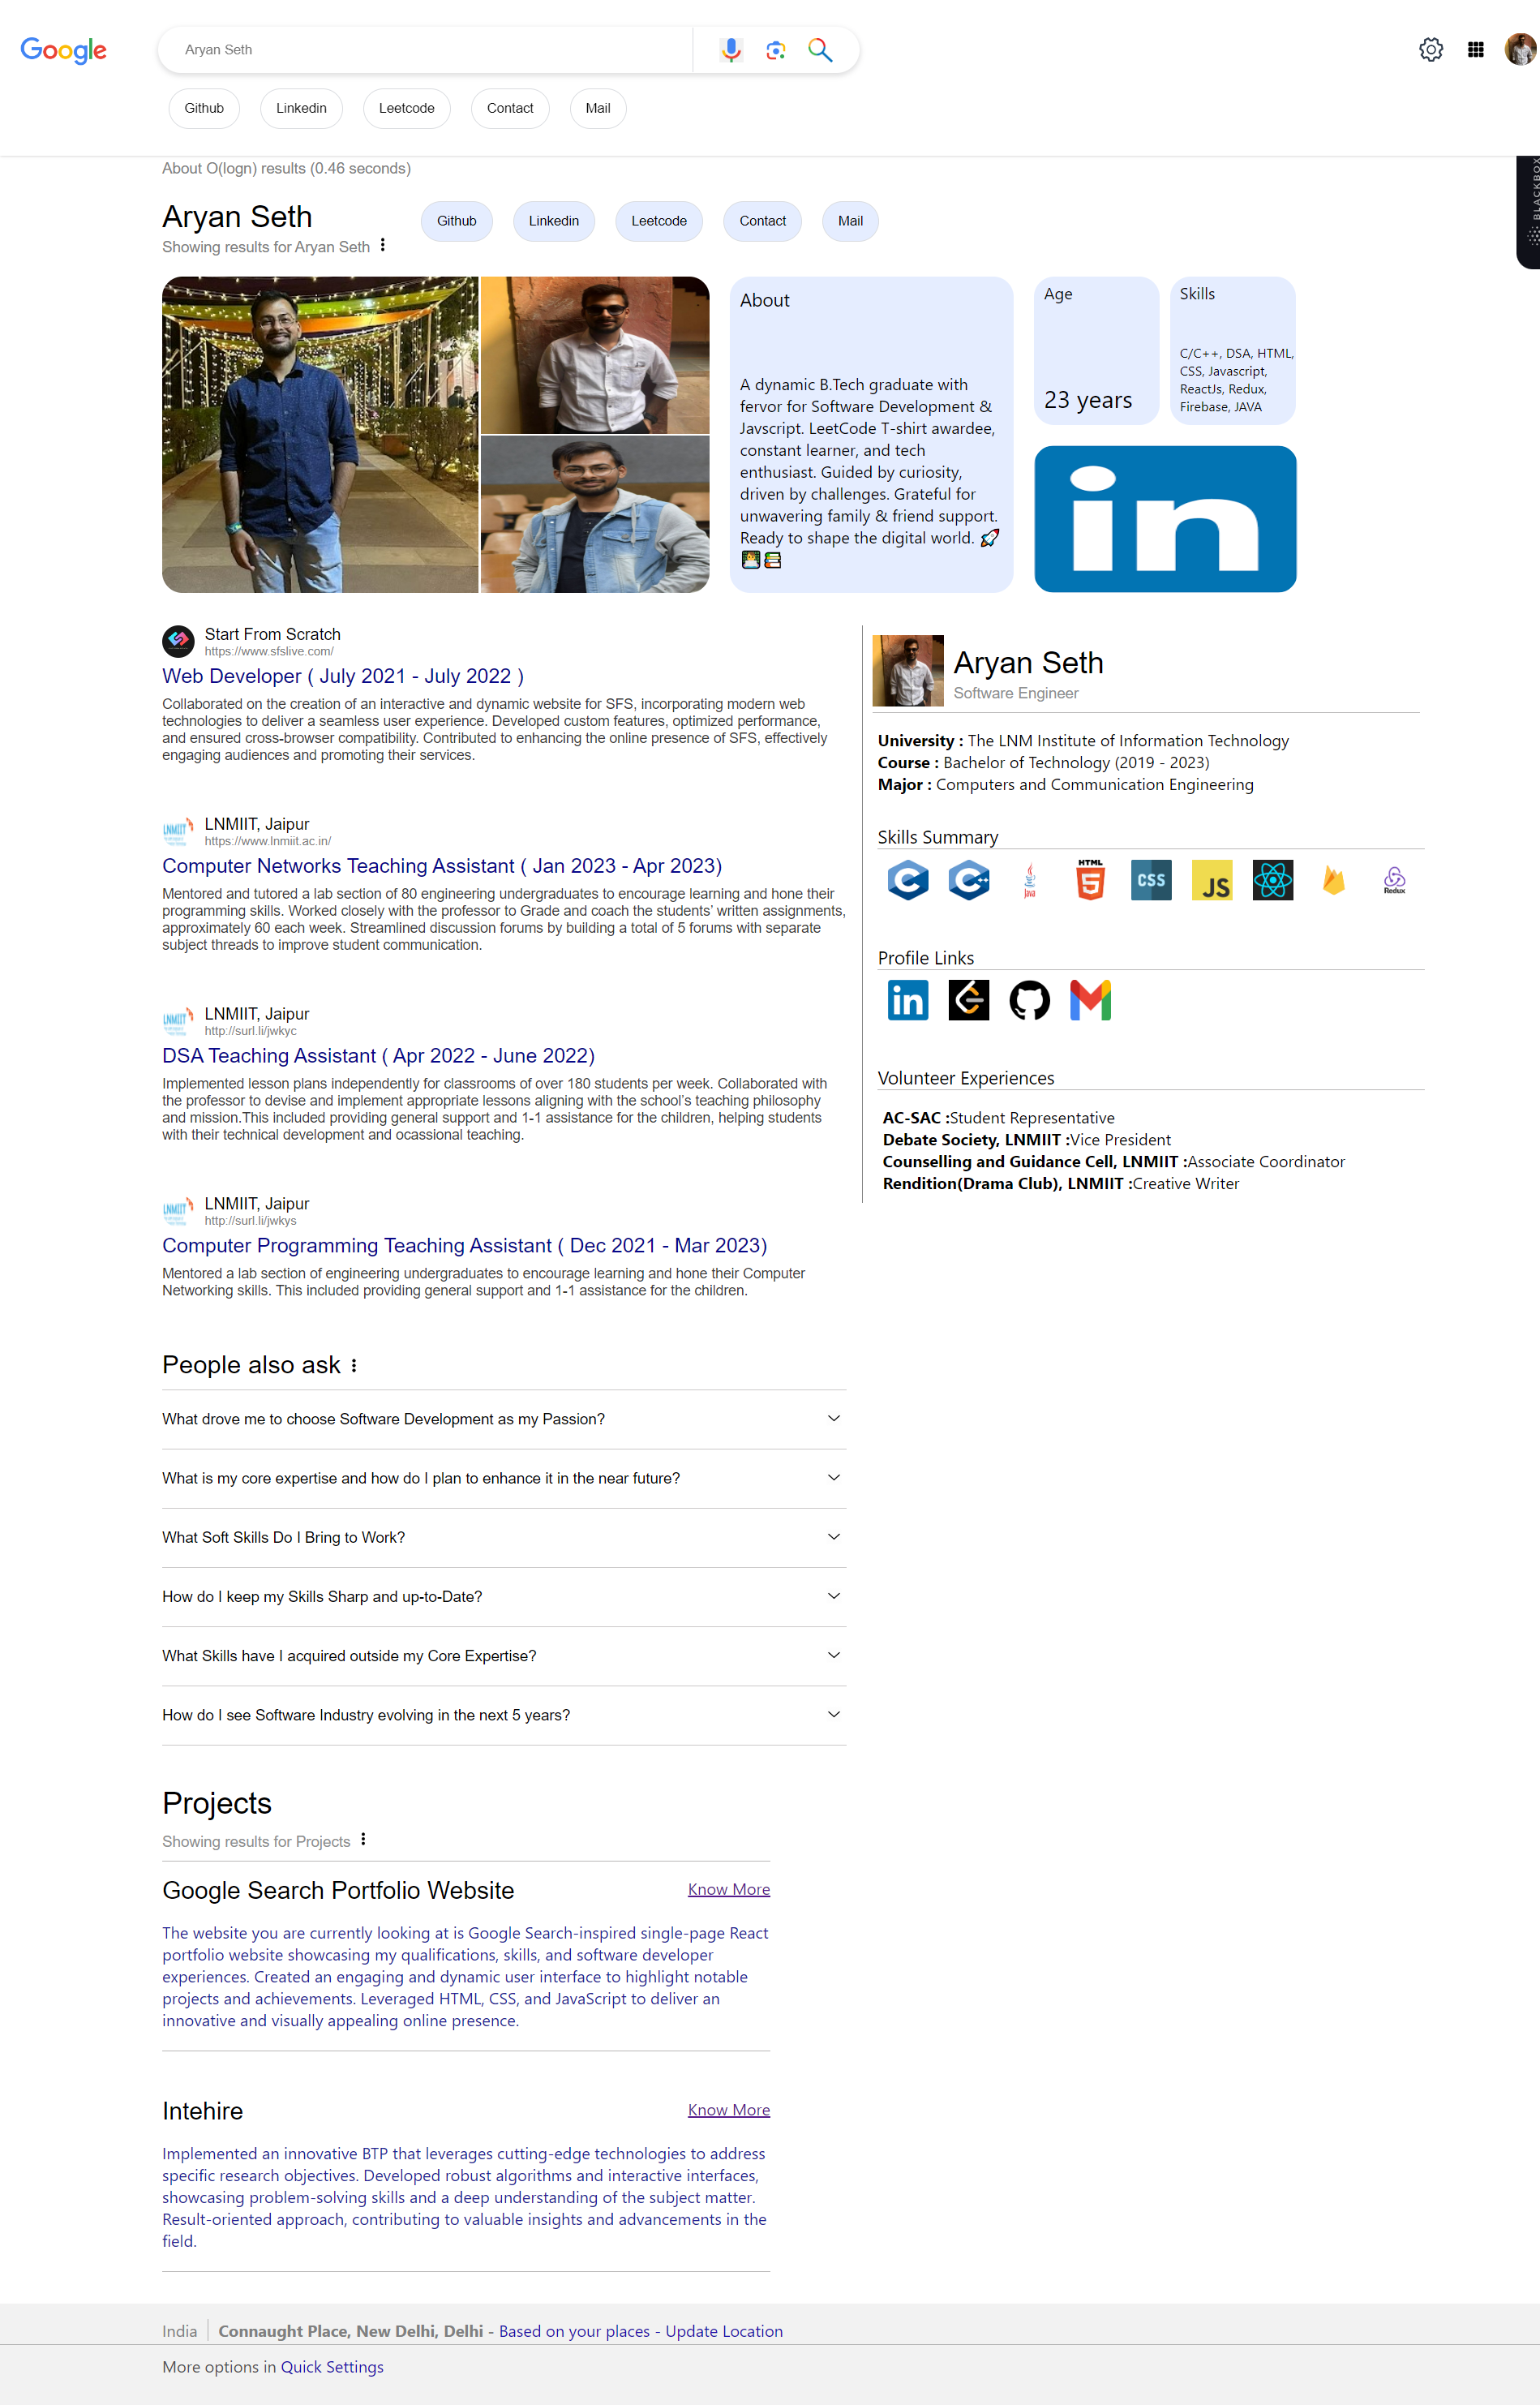 Google
Aryan Seth
Github
Linkedin
Leetcode
Contact
Mail
About O(logn) results (0.46 seconds)
BLACKBOX
Aryan Seth
Showing results for Aryan Seth
Github
Linkedin
Leetcode
Contact
Mail
About
A dynamic B.Tech graduate with
fervor for Software Development &
Javscript. LeetCode T-shirt awardee,
constant learner, and tech
enthusiast. Guided by curiosity,
driven by challenges. Grateful for
unwavering family & friend support.
Ready to shape the digital world. 🚀
👨‍💻📚
Age
23 years
Skills
C/C++, DSA, HTML,
CSS, Javascript,
ReactJs, Redux,
Firebase, JAVA
in
Start From Scratch
https://www.sfslive.com/
Web Developer ( July 2021 - July 2022 )
Collaborated on the creation of an interactive and dynamic website for SFS, incorporating modern web
technologies to deliver a seamless user experience. Developed custom features, optimized performance,
and ensured cross-browser compatibility. Contributed to enhancing the online presence of SFS, effectively
engaging audiences and promoting their services.
LNMIIT
LNMIIT, Jaipur
https://www.lnmiit.ac.in/
Computer Networks Teaching Assistant ( Jan 2023 - Apr 2023)
Mentored and tutored a lab section of 80 engineering undergraduates to encourage learning and hone their
programming skills. Worked closely with the professor to Grade and coach the students’ written assignments,
approximately 60 each week. Streamlined discussion forums by building a total of 5 forums with separate
subject threads to improve student communication.
LNMIIT
LNMIIT, Jaipur
http://surl.li/jwkyc
DSA Teaching Assistant ( Apr 2022 - June 2022)
Implemented lesson plans independently for classrooms of over 180 students per week. Collaborated with
the professor to devise and implement appropriate lessons aligning with the school’s teaching philosophy
and mission.This included providing general support and 1-1 assistance for the children, helping students
with their technical development and ocassional teaching.
LNMIIT
LNMIIT, Jaipur
http://surl.li/jwkys
Computer Programming Teaching Assistant ( Dec 2021 - Mar 2023)
Mentored a lab section of engineering undergraduates to encourage learning and hone their Computer
Networking skills. This included providing general support and 1-1 assistance for the children.
Aryan Seth
Software Engineer
University : The LNM Institute of Information Technology
Course : Bachelor of Technology (2019 - 2023)
Major : Computers and Communication Engineering
Skills Summary
C
C++
Java
HTML
5
CSS
JS
Redux
Profile Links
in
Volunteer Experiences
AC-SAC :Student Representative
Debate Society, LNMIIT :Vice President
Counselling and Guidance Cell, LNMIIT :Associate Coordinator
Rendition(Drama Club), LNMIIT :Creative Writer
People also ask
What drove me to choose Software Development as my Passion?
What is my core expertise and how do I plan to enhance it in the near future?
What Soft Skills Do I Bring to Work?
How do I keep my Skills Sharp and up-to-Date?
What Skills have I acquired outside my Core Expertise?
How do I see Software Industry evolving in the next 5 years?
Projects
Showing results for Projects
Google Search Portfolio Website
Know More
The website you are currently looking at is Google Search-inspired single-page React
portfolio website showcasing my qualifications, skills, and software developer
experiences. Created an engaging and dynamic user interface to highlight notable
projects and achievements. Leveraged HTML, CSS, and JavaScript to deliver an
innovative and visually appealing online presence.
Intehire
Know More
Implemented an innovative BTP that leverages cutting-edge technologies to address
specific research objectives. Developed robust algorithms and interactive interfaces,
showcasing problem-solving skills and a deep understanding of the subject matter.
Result-oriented approach, contributing to valuable insights and advancements in the
field.
India
Connaught Place, New Delhi, Delhi - Based on your places - Update Location
More options in Quick Settings